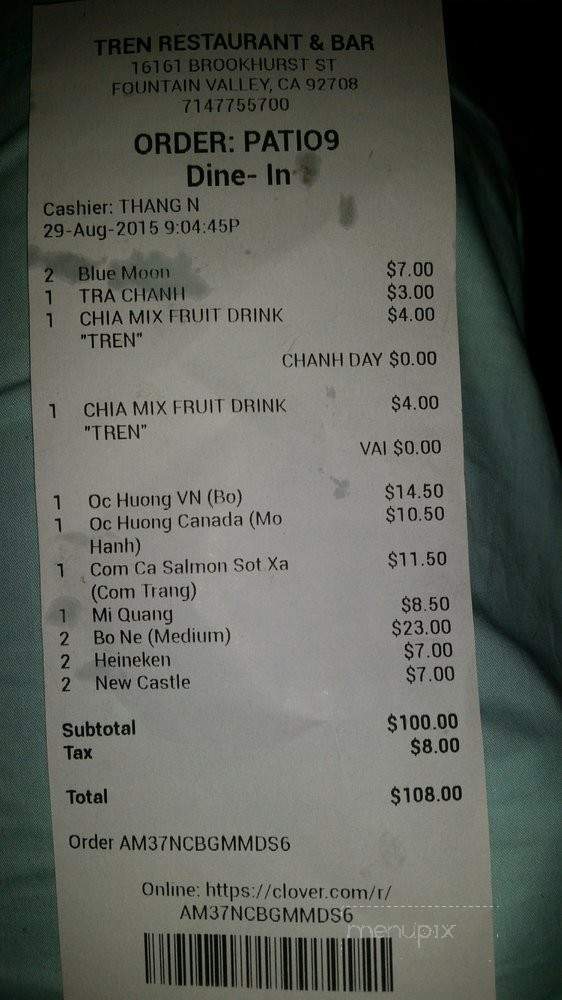 TREN RESTAURANT & BAR
16161 BROOKHURST ST
FOUNTAIN VALLEY, CA 92708
7147755700
ORDER: PATIO9
Dine- In
Cashier: THANG N
29-Aug-2015 9:04:45P
2 Blue Moon $7.00
1 TRA CHANH $3.00
1 CHIA MIX FRUIT DRINK $4.00
"TREN"
CHANH DAY $0.00
1 CHIA MIX FRUIT DRINK $4.00
"TREN"
VAI $0.00
1 Oc Huong VN (Bo) $14.50
1 Oc Huong Canada (Mo $10.50
Hanh)
1 Com Ca Salmon Sot Xa $11.50
(Com Trang)
1 Mi Quang $8.50
2 Bo Ne (Medium) $23.00
2 Heineken $7.00
2 New Castle $7.00
Subtotal $100.00
Tax $8.00
Total $108.00
Order AM37NCBGMMDS6
Online: https://clover.com/r/
AM37NCBGMMDS6
menupix